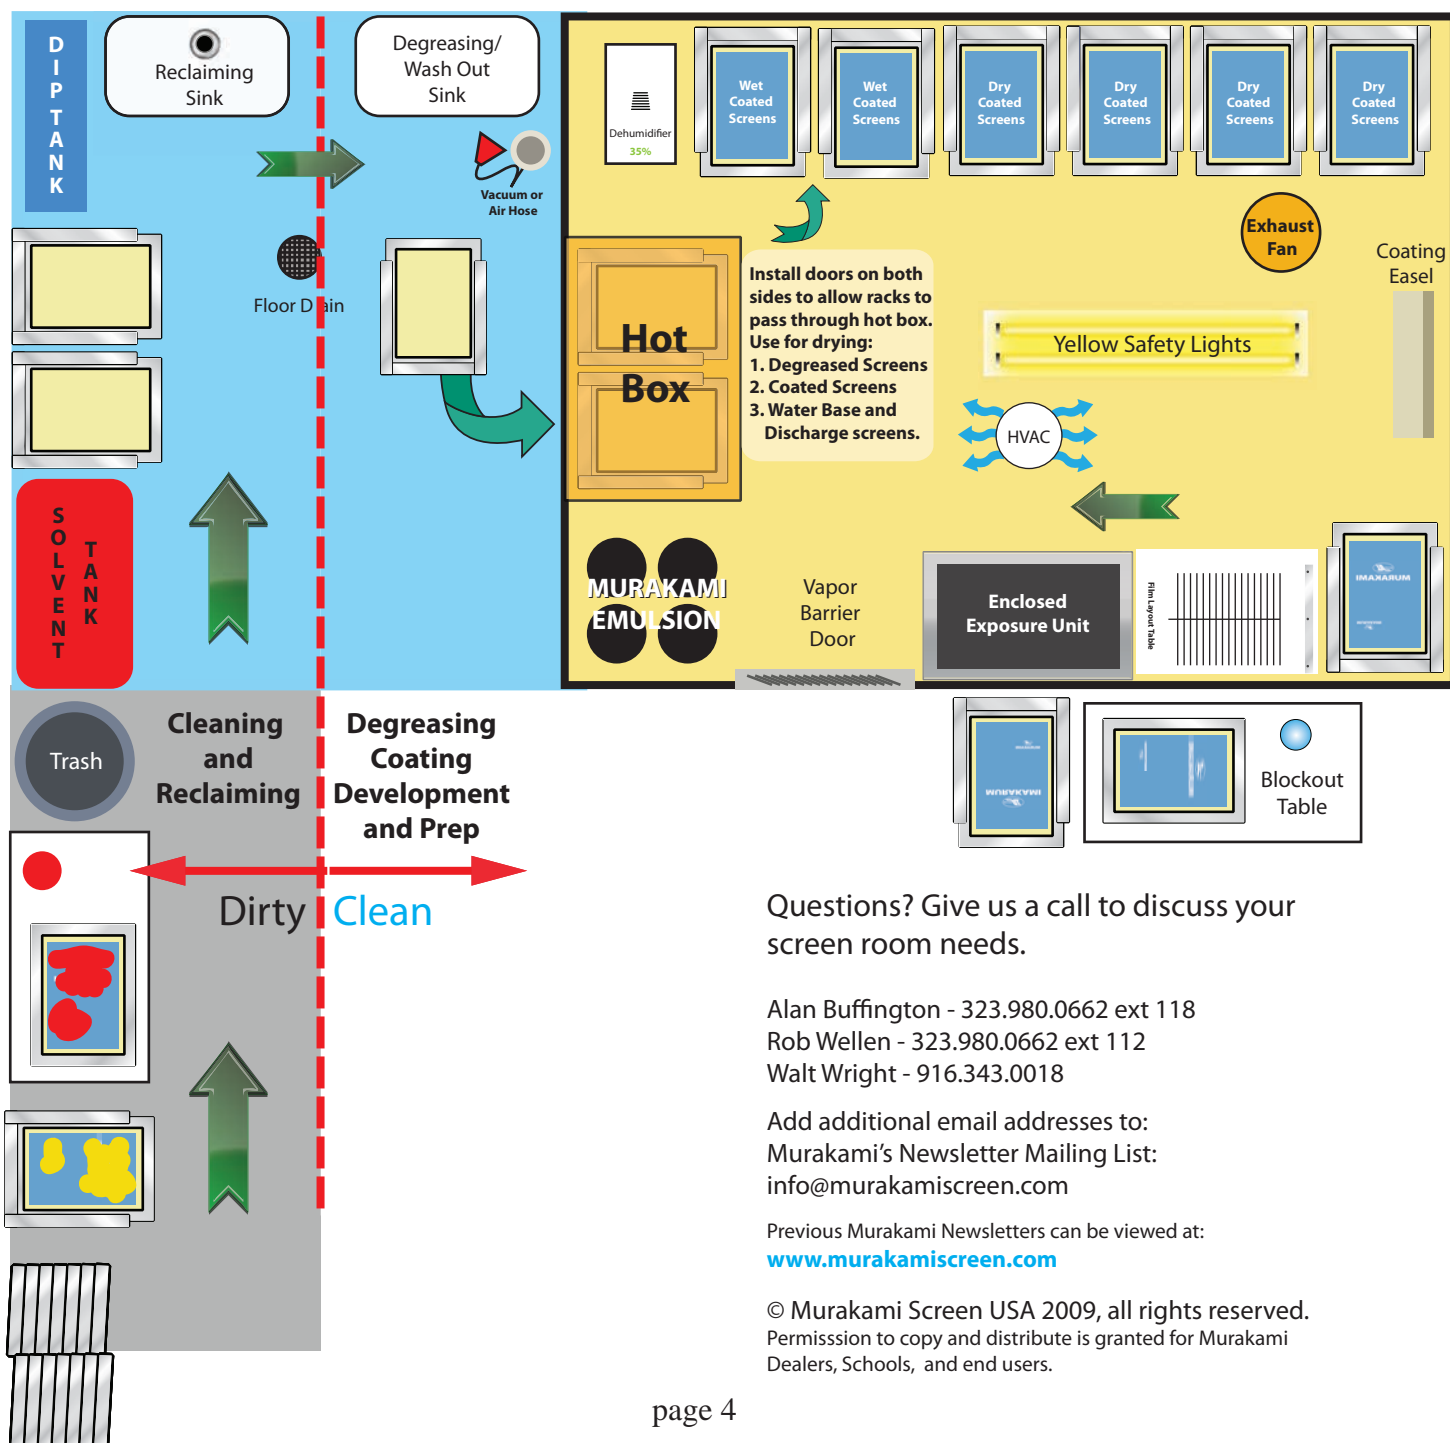 DIP TANK
Reclaiming
Sink
Degreasing/
Wash Out
Sink
Vacuum or
Air Hose
Floor Drain
Dehumidifier
35%
Wet
Coated
Screens
Wet
Coated
Screens
Dry
Coated
Screens
Dry
Coated
Screens
Dry
Coated
Screens
Dry
Coated
Screens
Exhaust
Fan
Coating
Easel
Hot
Box
Install doors on both
sides to allow racks to
pass through hot box.
Use for drying:
1. Degreased Screens
2. Coated Screens
3. Water Base and
Discharge screens.
Yellow Safety Lights
HVAC
SOLVENT
TANK
MURAKAMI
EMULSION
Vapor
Barrier
Door
Enclosed
Exposure Unit
Film Layout Table
MURAKAMI
Trash
Cleaning
and
Reclaiming
Degreasing
Coating
Development
and Prep
MURAKAMI
Blockout
Table
Dirty
Clean
Questions? Give us a call to discuss your
screen room needs.
Alan Buffington - 323.980.0662 ext 118
Rob Wellen - 323.980.0662 ext 112
Walt Wright - 916.343.0018
Add additional email addresses to:
Murakami’s Newsletter Mailing List:
info@murakamiscreen.com
Previous Murakami Newsletters can be viewed at:
www.murakamiscreen.com
© Murakami Screen USA 2009, all rights reserved.
Permisssion to copy and distribute is granted for Murakami
Dealers, Schools, and end users.
page 4